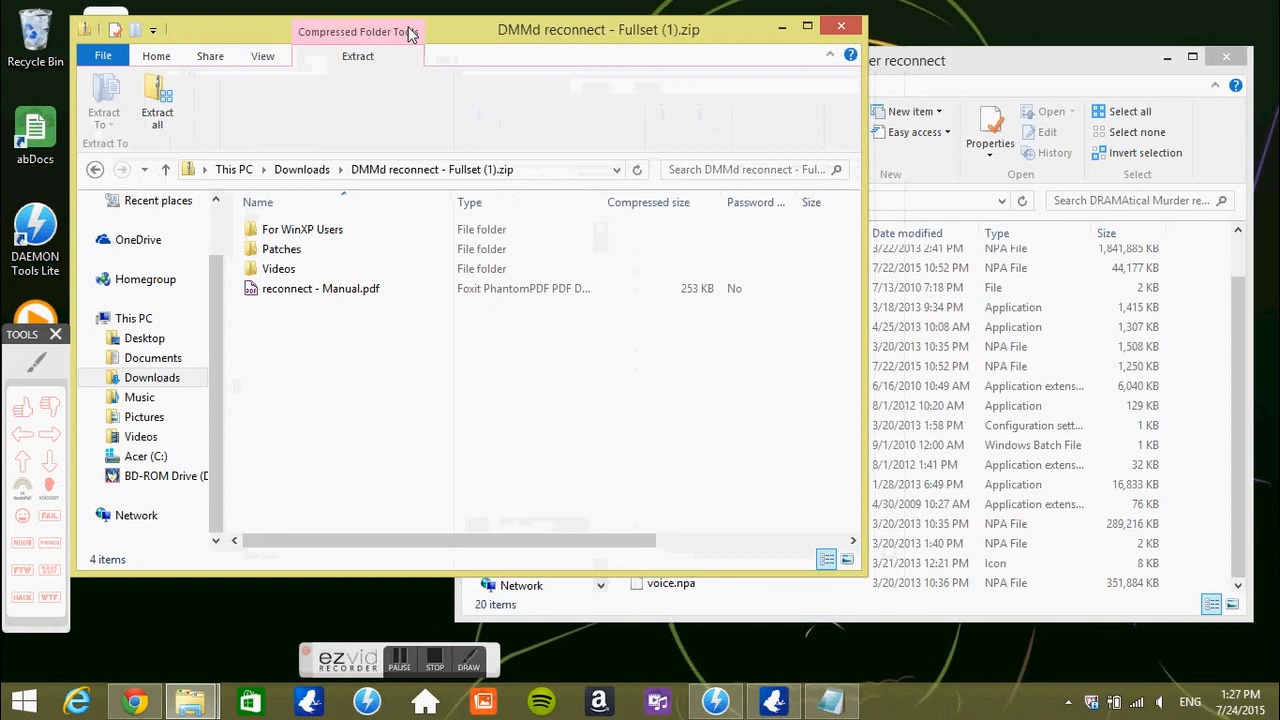 Recycle Bin
abDocs
DAEMON
Tools Lite
TOOLS
FAIL
FTW
HACK
WTF
Compressed Folder Tools
DMMd reconnect - Fullset (1).zip
File
Home
Share
View
Extract
Extract
To
Extract
all
Extract To
This PC
Downloads
DMMd reconnect - Fullset (1).zip
Search DMMd reconnect - Ful...
Recent places
OneDrive
Homegroup
This PC
Desktop
Documents
Downloads
Music
Pictures
Videos
Acer (C:)
BD-ROM Drive (D
Network
Name Type Compressed size Password ... Size
For WinXP Users File folder
Patches File folder
Videos File folder
reconnect - Manual.pdf Foxit PhantomPDF PDF D... 253 KB No
4 items
er reconnect
New item
Easy access
New
Properties
Open
Edit
History
Open
Select all
Select none
Invert selection
Select
Search DRAMAtical Murder re...
Date modified Type Size
3/22/2013 2:41 PM NPA File 1,841,885 KB
7/22/2015 10:52 PM NPA File 44,177 KB
7/13/2010 7:18 PM File 2 KB
3/18/2013 9:34 PM Application 1,415 KB
4/25/2013 10:08 AM Application 1,307 KB
3/20/2013 10:35 PM NPA File 1,508 KB
7/22/2015 10:52 PM NPA File 1,250 KB
6/16/2010 10:49 AM Application extens... 6,040 KB
8/1/2012 10:20 AM Application 129 KB
3/20/2013 1:58 PM Configuration sett... 1 KB
9/1/2010 12:00 AM Windows Batch File 1 KB
8/1/2012 1:41 PM Application extens... 32 KB
1/28/2013 6:49 PM Application extens... 16,833 KB
4/30/2009 10:27 AM Application extens... 76 KB
3/20/2013 10:35 PM NPA File 289,216 KB
3/20/2013 1:40 PM NPA File 2 KB
3/21/2013 12:21 PM Icon 8 KB
voice.npa 3/20/2013 10:36 PM NPA File 351,884 KB
Network
20 items
ezvid
RECORDER
PAUSE
STOP
DRAW
ENG
1:27 PM
7/24/2015